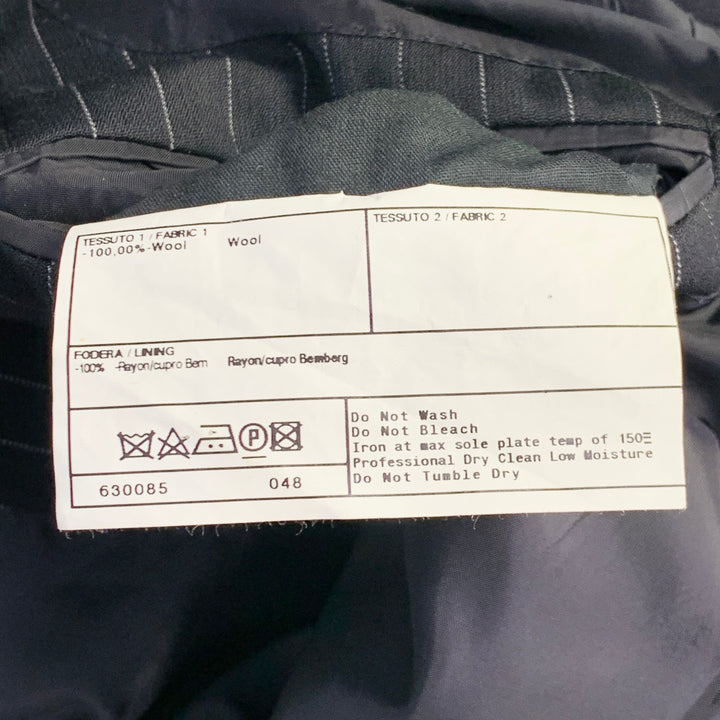 TESSUTO 1 / FABRIC 1
-100,00%-Wool Wool
TESSUTO 2 / FABRIC 2
FODERA / LINING
-100% -Rayon/cupro Bem Rayon/cupro Bemberg
P
630085 048
Do Not Wash
Do Not Bleach
Iron at max sole plate temp of 150Ξ
Professional Dry Clean Low Moisture
Do Not Tumble Dry